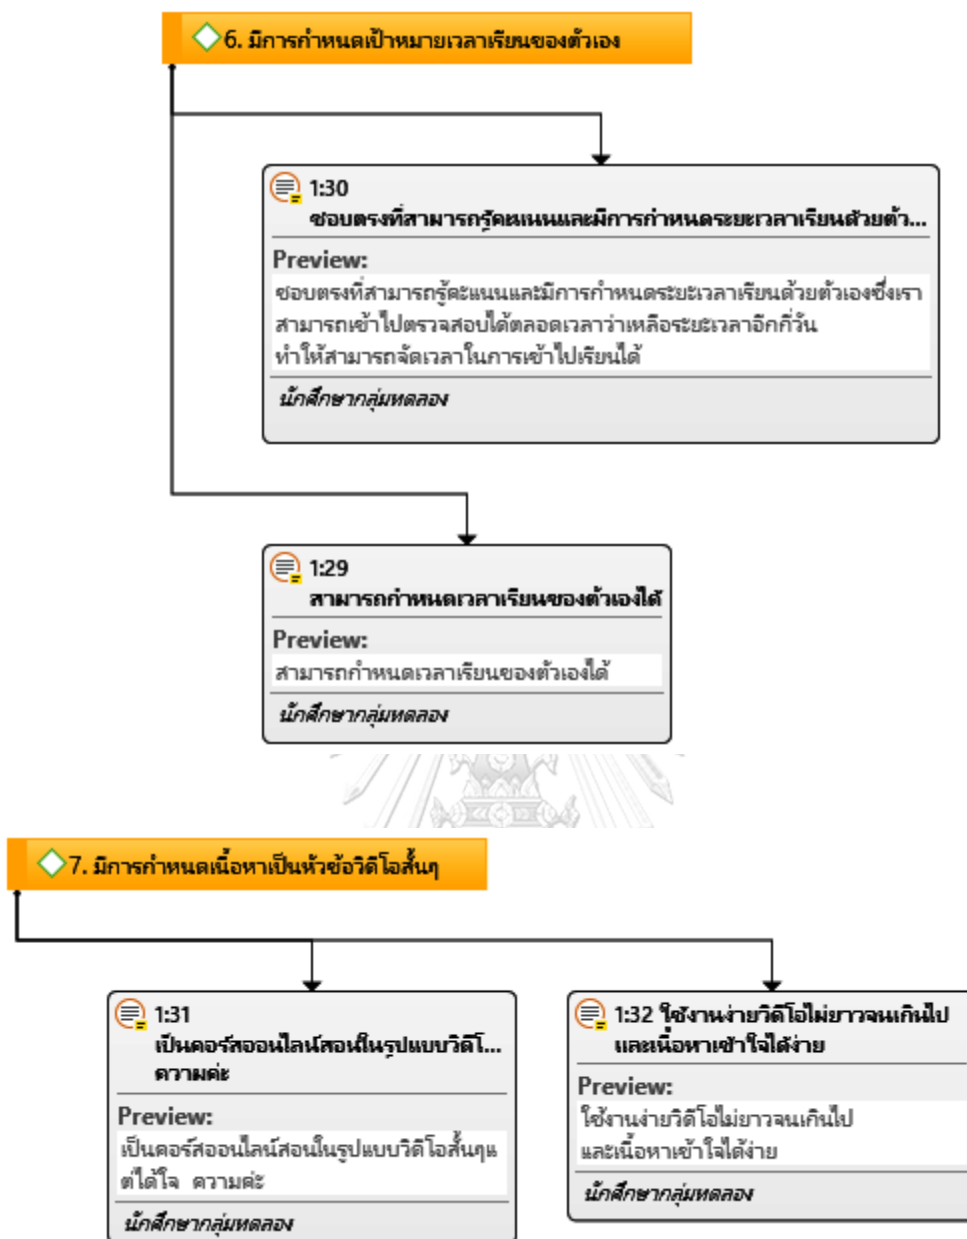 6. มีการกำหนดเป้าหมายเวลาเรียนของตัวเอง
1:30
ชอบตรงที่สามารถรู้คะแนนและมีการกำหนดระยะเวลาเรียนด้วยตัว...
Preview:
ชอบตรงที่สามารถรู้คะแนนและมีการกำหนดระยะเวลาเรียนด้วยตัวเองซึ่งเรา
สามารถเข้าไปตรวจสอบได้ตลอดเวลาว่าเหลือระยะเวลาอีกกี่วัน
ทำให้สามารถจัดเวลาในการเข้าไปเรียนได้
นักศึกษากลุ่มทดลอง
1:29
สามารถกำหนดเวลาเรียนของตัวเองได้
Preview:
สามารถกำหนดเวลาเรียนของตัวเองได้
นักศึกษากลุ่มทดลอง
7. มีการกำหนดเนื้อหาเป็นหัวข้อวิดีโอสั้นๆ
1:31
เป็นคอร์สออนไลน์สอนในรูปแบบวิดีโ...
ความค่ะ
Preview:
เป็นคอร์สออนไลน์สอนในรูปแบบวิดีโอสั้นๆแ
ต่ได้ใจ ความค่ะ
นักศึกษากลุ่มทดลอง
1:32 ใช้งานง่ายวิดีโอไม่ยาวจนเกินไป
และเนื้อหาเข้าใจได้ง่าย
Preview:
ใช้งานง่ายวิดีโอไม่ยาวจนเกินไป
และเนื้อหาเข้าใจได้ง่าย
นักศึกษากลุ่มทดลอง